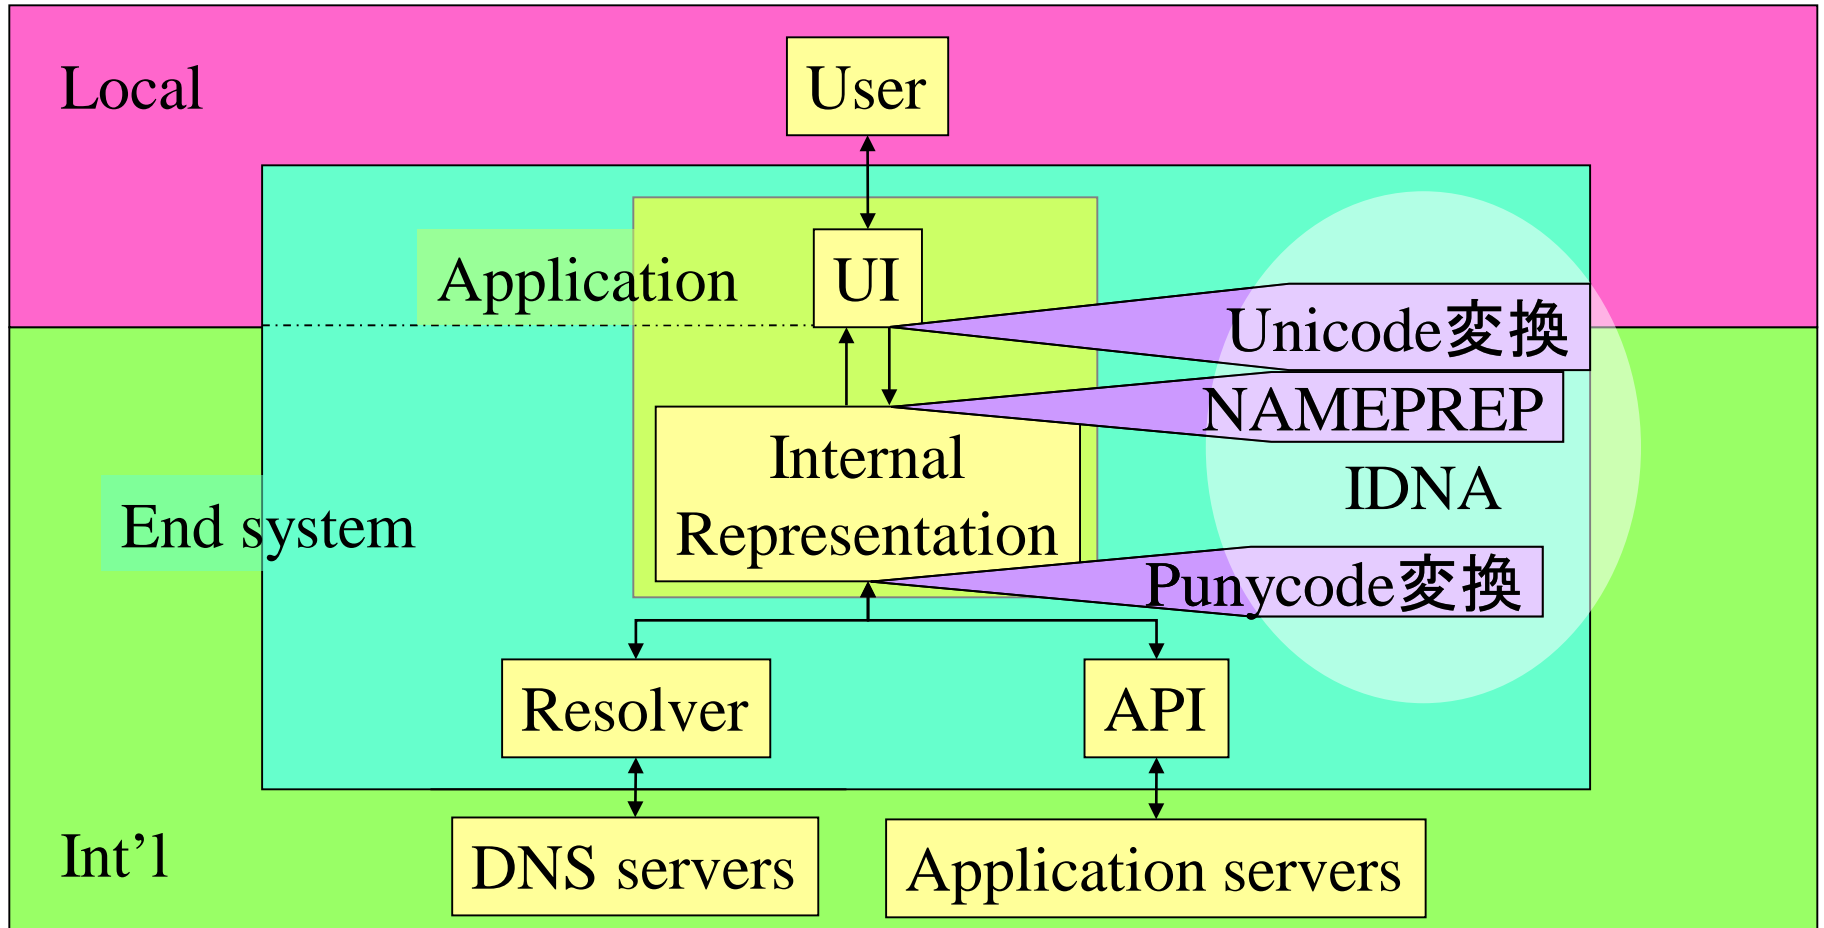 Local
User
Application
UI
Unicode変換
NAMEPREP
Internal
Representation
IDNA
End system
Punycode変換
Resolver
API
Int’l
DNS servers
Application servers